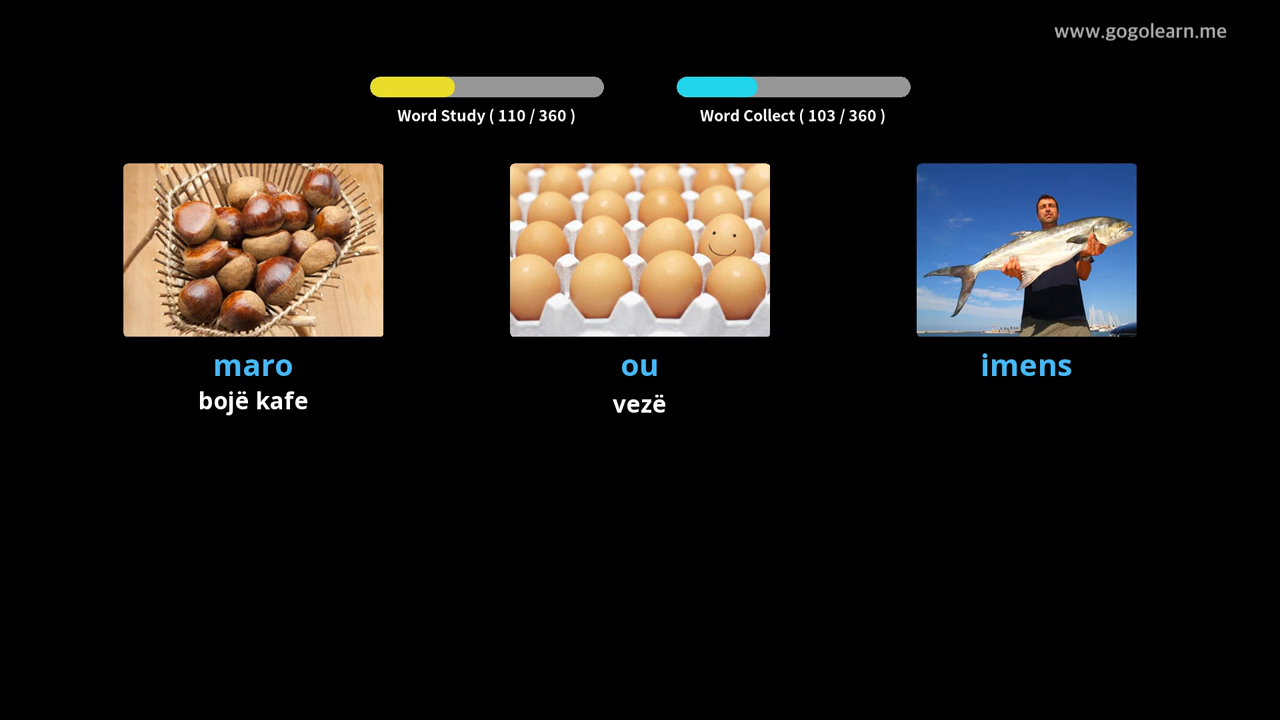 www.gogolearn.me
Word Study ( 110 / 360 )
Word Collect ( 103 / 360 )
maro
bojë kafe
ou
vezë
imens